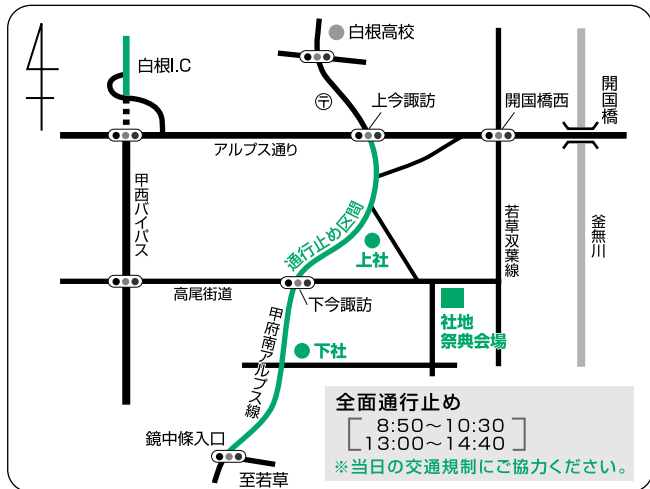 白根高校
白根I.C
〒
上今諏訪
開国橋西
開国橋
アルプス通り
甲西バイパス
通行止め区間
上社
若草双葉線
釜無川
高尾街道
下今諏訪
社地
祭典会場
甲府南アルプス線
下社
鏡中條入口
至若草
全面通行止め
8:50～10:30
13:00～14:40
※当日の交通規制にご協力ください。